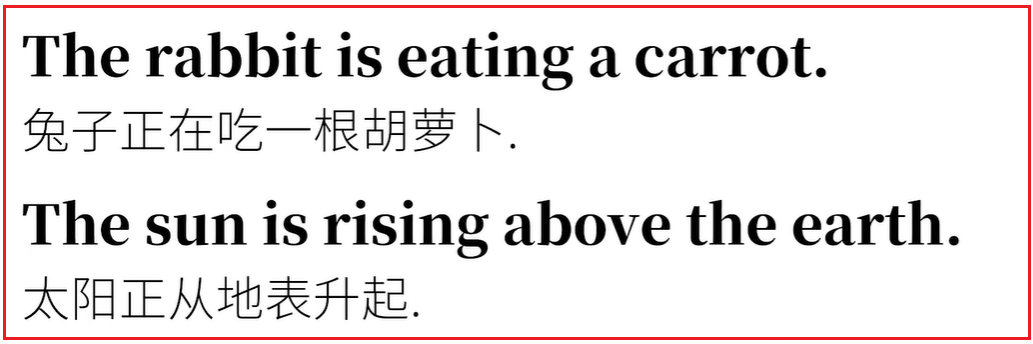 The rabbit is eating a carrot.
兔子正在吃一根胡萝卜.
The sun is rising above the earth.
太阳正从地表升起.